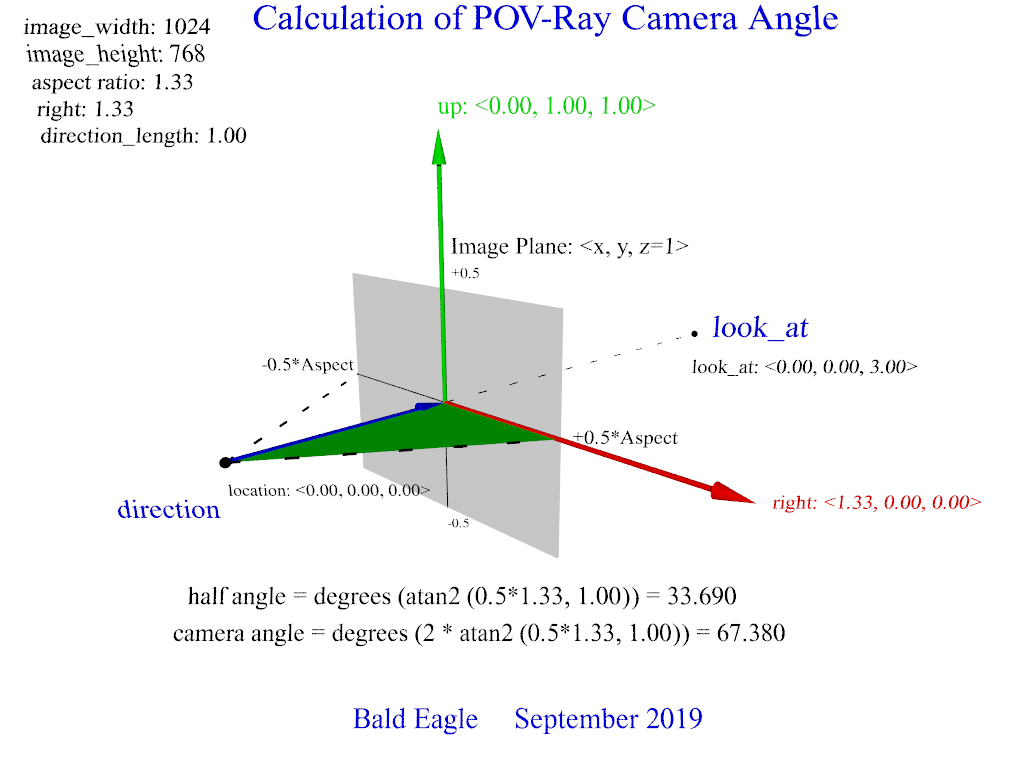 Calculation of POV-Ray Camera Angle
image_width: 1024
image_height: 768
aspect ratio: 1.33
right: 1.33
direction_length: 1.00
up: <0.00, 1.00, 1.00>
Image Plane: <x, y, z=1>
+0.5
look_at
-0.5*Aspect
look_at: <0.00, 0.00, 3.00>
+0.5*Aspect
location: <0.00, 0.00, 0.00>
right: <1.33, 0.00, 0.00>
direction
-0.5
half angle = degrees (atan2 (0.5*1.33, 1.00)) = 33.690
camera angle = degrees (2 * atan2 (0.5*1.33, 1.00)) = 67.380
Bald Eagle September 2019